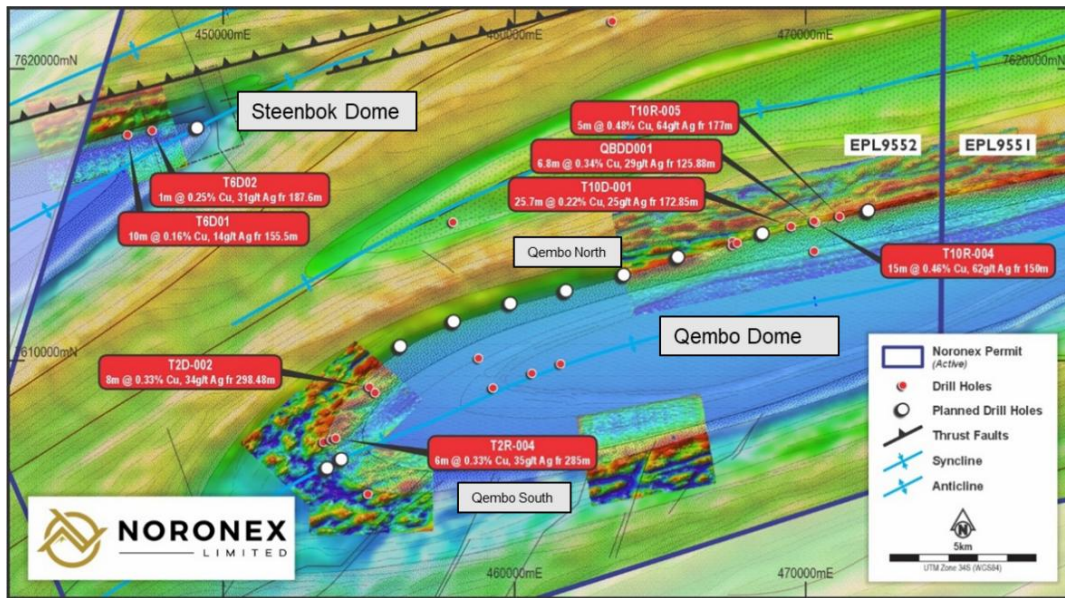 450000mE
460000mE
470000mE
7620000mN
7620000mN
Steenbok Dome
T10R-005
5m @ 0.48% Cu, 64g/t Ag fr 177m
QBDD001
6.8m @ 0.34% Cu, 29g/t Ag fr 125.88m
T10D-001
25.7m @ 0.22% Cu, 25g/t Ag fr 172.85m
EPL9552
EPL9551
T6D02
1m @ 0.25% Cu, 31g/t Ag fr 187.6m
T6D01
10m @ 0.16% Cu, 14g/t Ag fr 155.5m
Qembo North
T10R-004
15m @ 0.46% Cu, 62g/t Ag fr 150m
Qembo Dome
7610000mN
T2D-002
8m @ 0.33% Cu, 34g/t Ag fr 298.48m
T2R-004
6m @ 0.33% Cu, 35g/t Ag fr 285m
Qembo South
Noronex Permit
(Active)
Drill Holes
Planned Drill Holes
Thrust Faults
Syncline
Anticline
N
5km
UTM Zone 34S (WGS84)
NORONEX
LIMITED
460000mE
470000mE